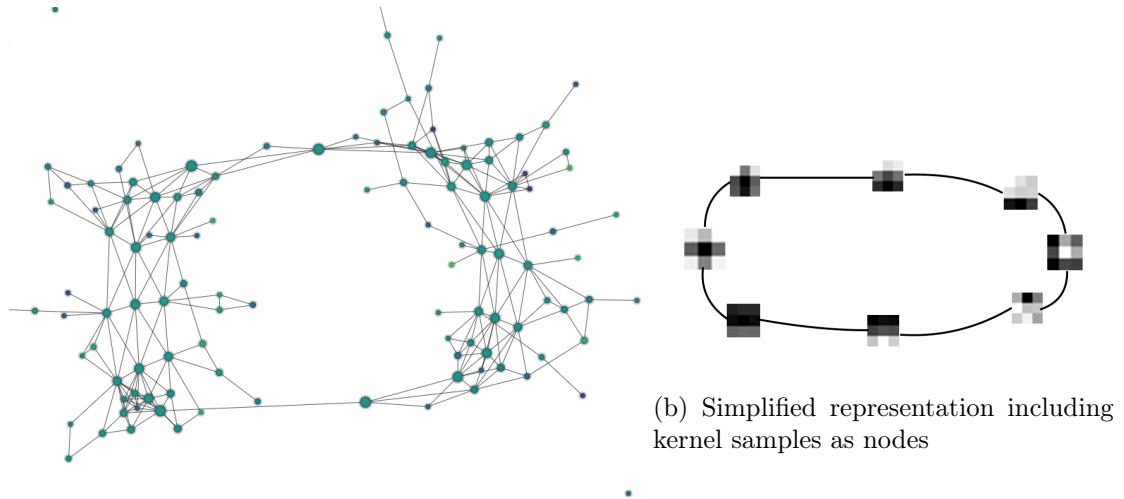 (b) Simplified representation including
kernel samples as nodes